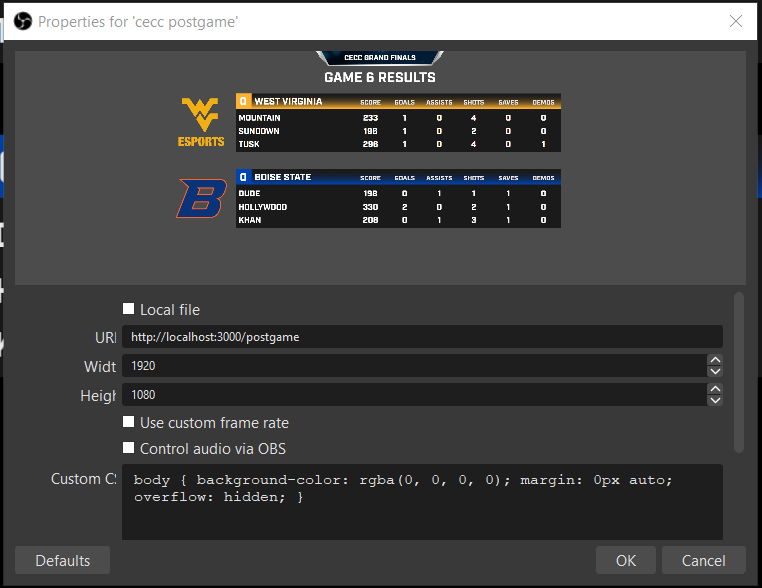 Properties for 'cecc postgame'
CECC GRAND FINALS
GAME 6 RESULTS
ESPORTS
0 WEST VIRGINIA SCORE GOALS ASSISTS SHOTS SAVES DEMOS
MOUNTAIN 233 1 0 4 0 0
SUNDOWN 196 1 0 2 0 0
TUSK 296 1 0 4 0 1
B
0 BOISE STATE SCORE GOALS ASSISTS SHOTS SAVES DEMOS
DUDE 198 0 1 1 1 0
HOLLYWOOD 330 2 0 2 1 0
KHAN 208 0 1 3 1 0
Local file
URL http://localhost:3000/postgame
Widt 1920
Heigh 1080
Use custom frame rate
Control audio via OBS
Custom CS body { background-color: rgba(0, 0, 0, 0); margin: 0px auto;
overflow: hidden; }
Defaults OK Cancel